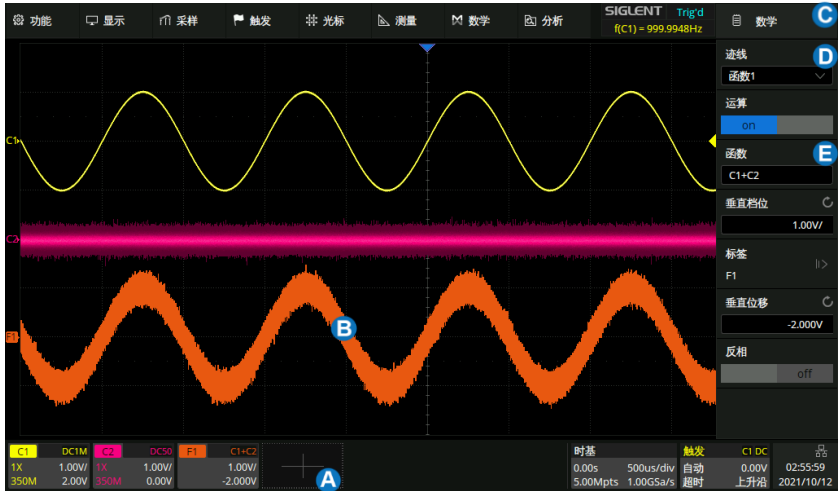 功能 显示 采样 触发 光标 测量 数学 分析 SIGLENT Trig'd 数学 C
f(C1) = 999.9948Hz
迹线 D
函数1
运算
on
函数 E
C1+C2
垂直档位
1.00V/
标签
F1
垂直位移
-2.000V
反相
off
C1
C2
F1
B
C1 DC1M C2 DC50 F1 C1+C2 时基 触发 C1 DC
1X 1.00V/ 1X 1.00V/ 1.00V/ 0.00s 500us/div 自动 0.00V 02:55:59
350M 2.00V 350M 0.00V -2.000V A 5.00Mpts 1.00GSa/s 超时 上升沿 2021/10/12